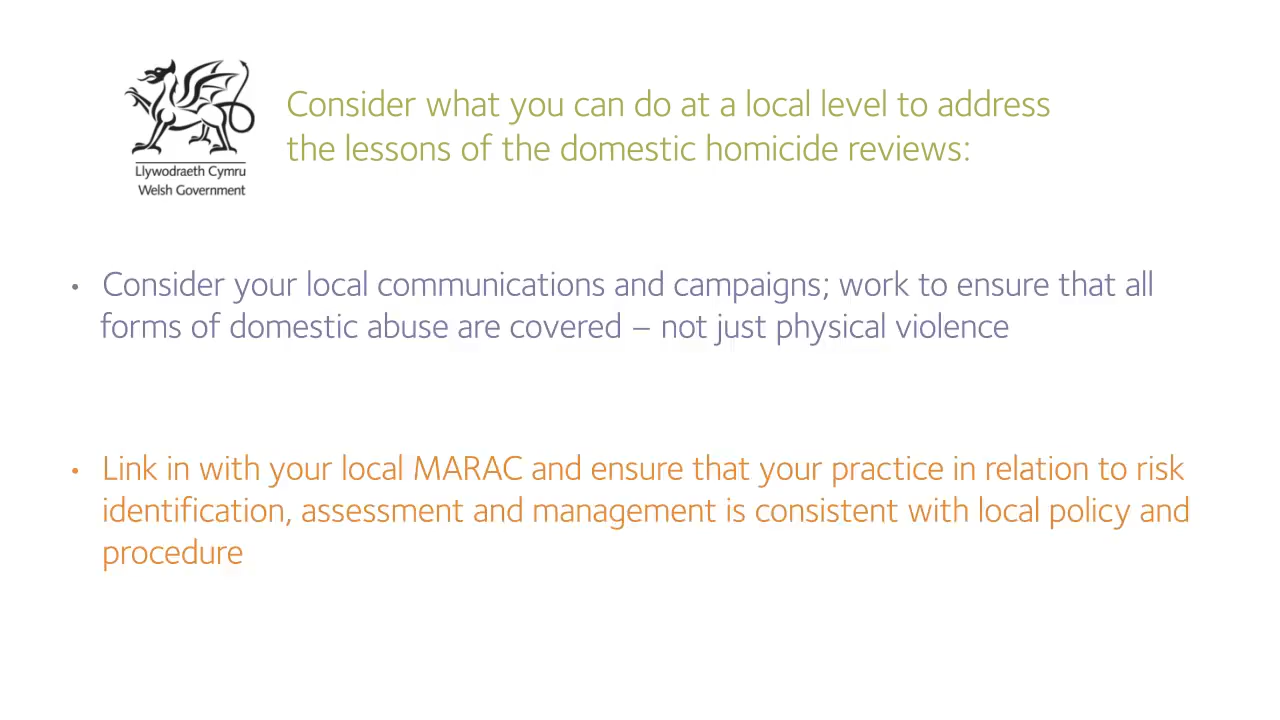 Consider what you can do at a local level to address
the lessons of the domestic homicide reviews:
Llywodraeth Cymru
Welsh Government
• Consider your local communications and campaigns; work to ensure that all
forms of domestic abuse are covered – not just physical violence
• Link in with your local MARAC and ensure that your practice in relation to risk
identification, assessment and management is consistent with local policy and
procedure